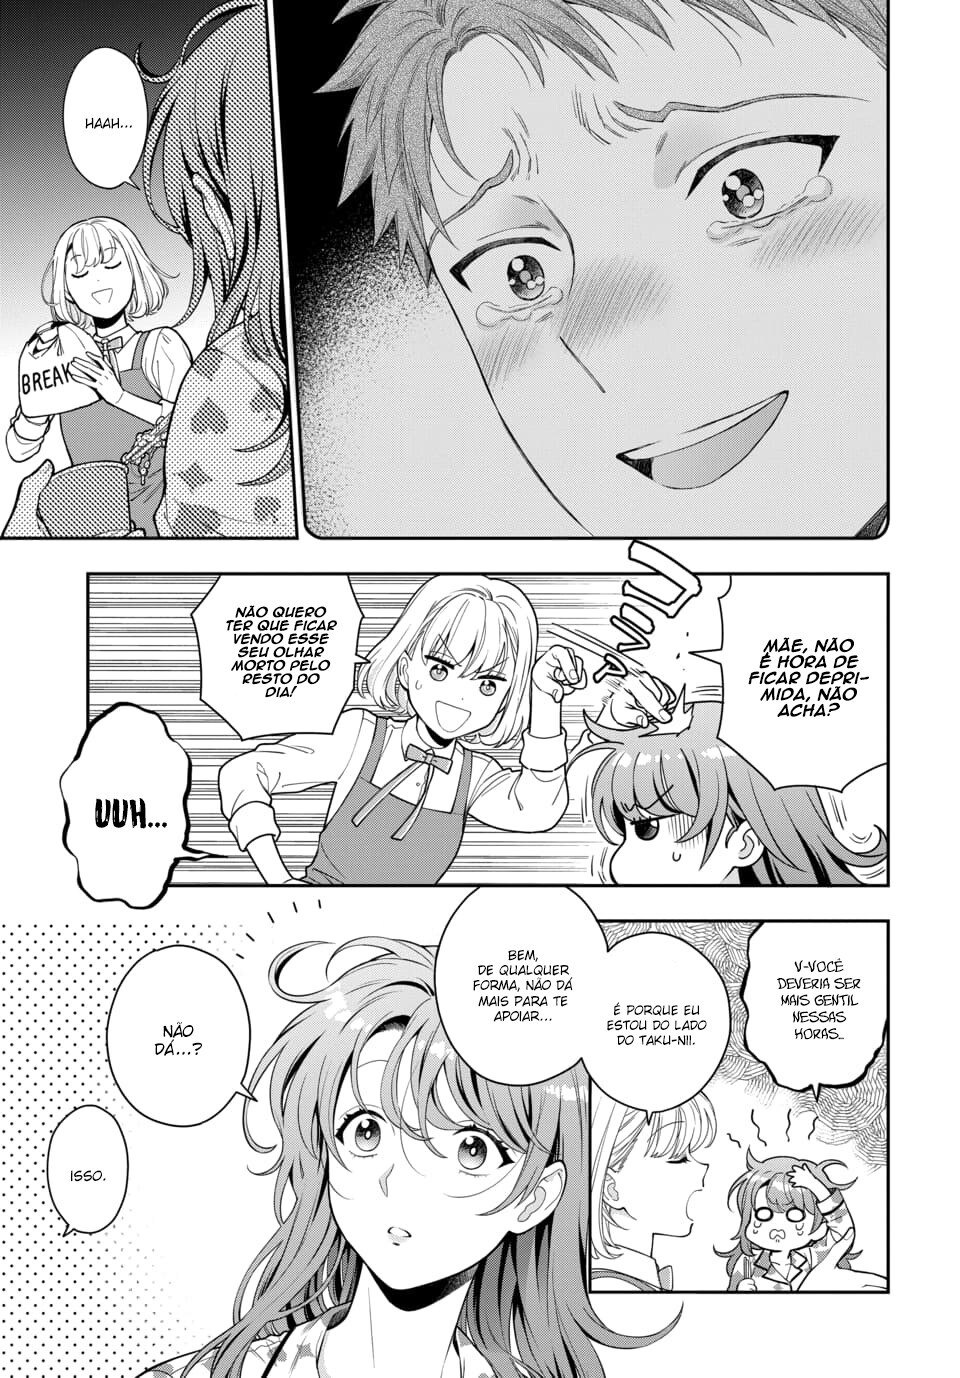 HAAH...
BREAK
MÃE, NÃO
É HORA DE
FICAR DEPRI-
MIDA, NÃO
ACHA?
NÃO QUERO
TER QUE FICAR
VENDO ESSE
SEU OLHAR
MORTO PELO
RESTO DO
DIA!
UUH...
V-VOCÊ
DEVERIA SER
MAIS GENTIL
NESSAS
HORAS...
É PORQUE EU
ESTOU DO LADO
DO TAKU-NII.
BEM,
DE QUALQUER
FORMA, NÃO DÁ
MAIS PARA TE
APOIAR...
NÃO
DÁ...?
ISSO.